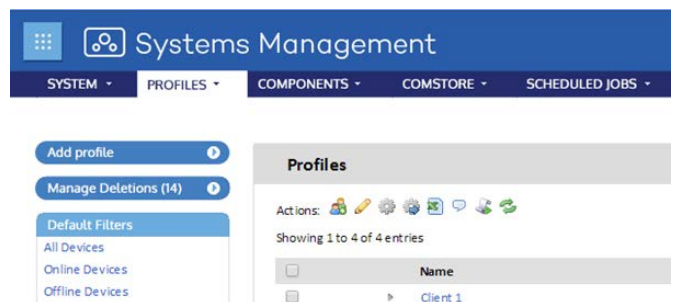 Systems Management
SYSTEM PROFILES COMPONENTS COMSTORE SCHEDULED JOBS
Add profile
Manage Deletions (14)
Default Filters
All Devices
Online Devices
Offline Devices
Profiles
Actions:
Showing 1 to 4 of 4 entries
Name
Client 1